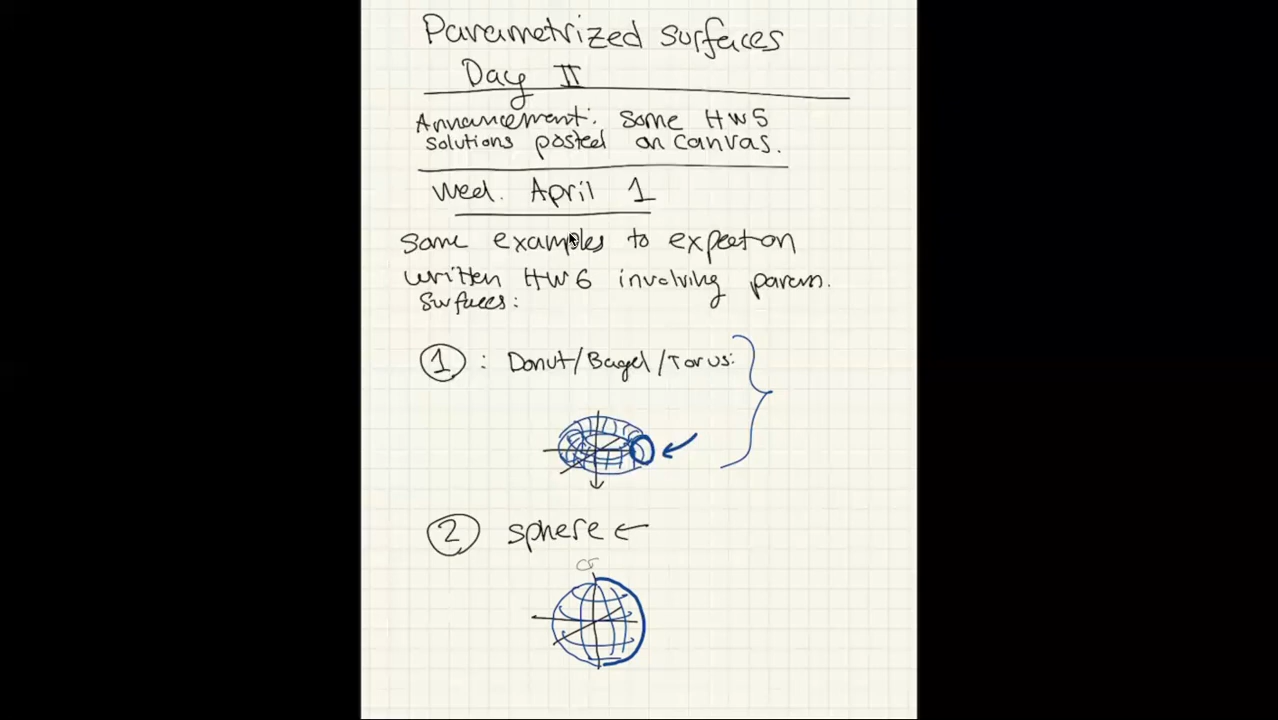 Parametrized surfaces
Day II
Announcement: Some HW5
solutions posted on canvas.
Wed. April 1
Some examples to expect on
written HW6 involving param.
Surfaces:
① : Donut/Bagel/Torus:
② sphere ←